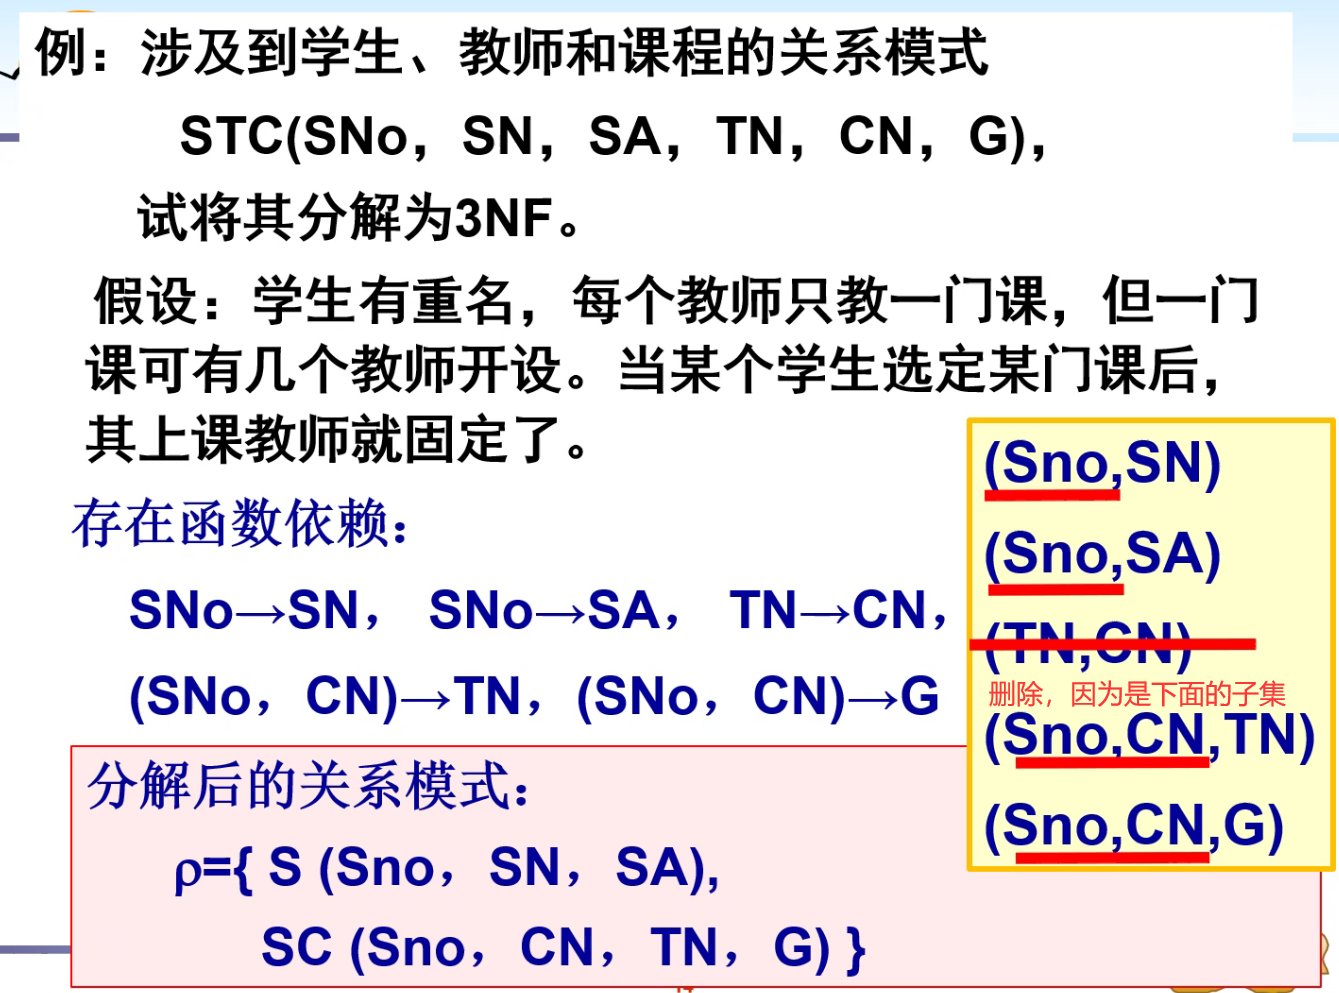 例：涉及到学生、教师和课程的关系模式
STC(SNo，SN，SA，TN，CN，G)，
试将其分解为3NF。
假设：学生有重名，每个教师只教一门课，但一门
课可有几个教师开设。当某个学生选定某门课后，
其上课教师就固定了。
存在函数依赖：
SNo→SN， SNo→SA， TN→CN，
(SNo，CN)→TN，(SNo，CN)→G
(Sno,SN)
(Sno,SA)
(TN,CN)
删除，因为是下面的子集
(Sno,CN,TN)
(Sno,CN,G)
分解后的关系模式：
ρ={ S (Sno，SN，SA),
SC (Sno，CN，TN，G) }